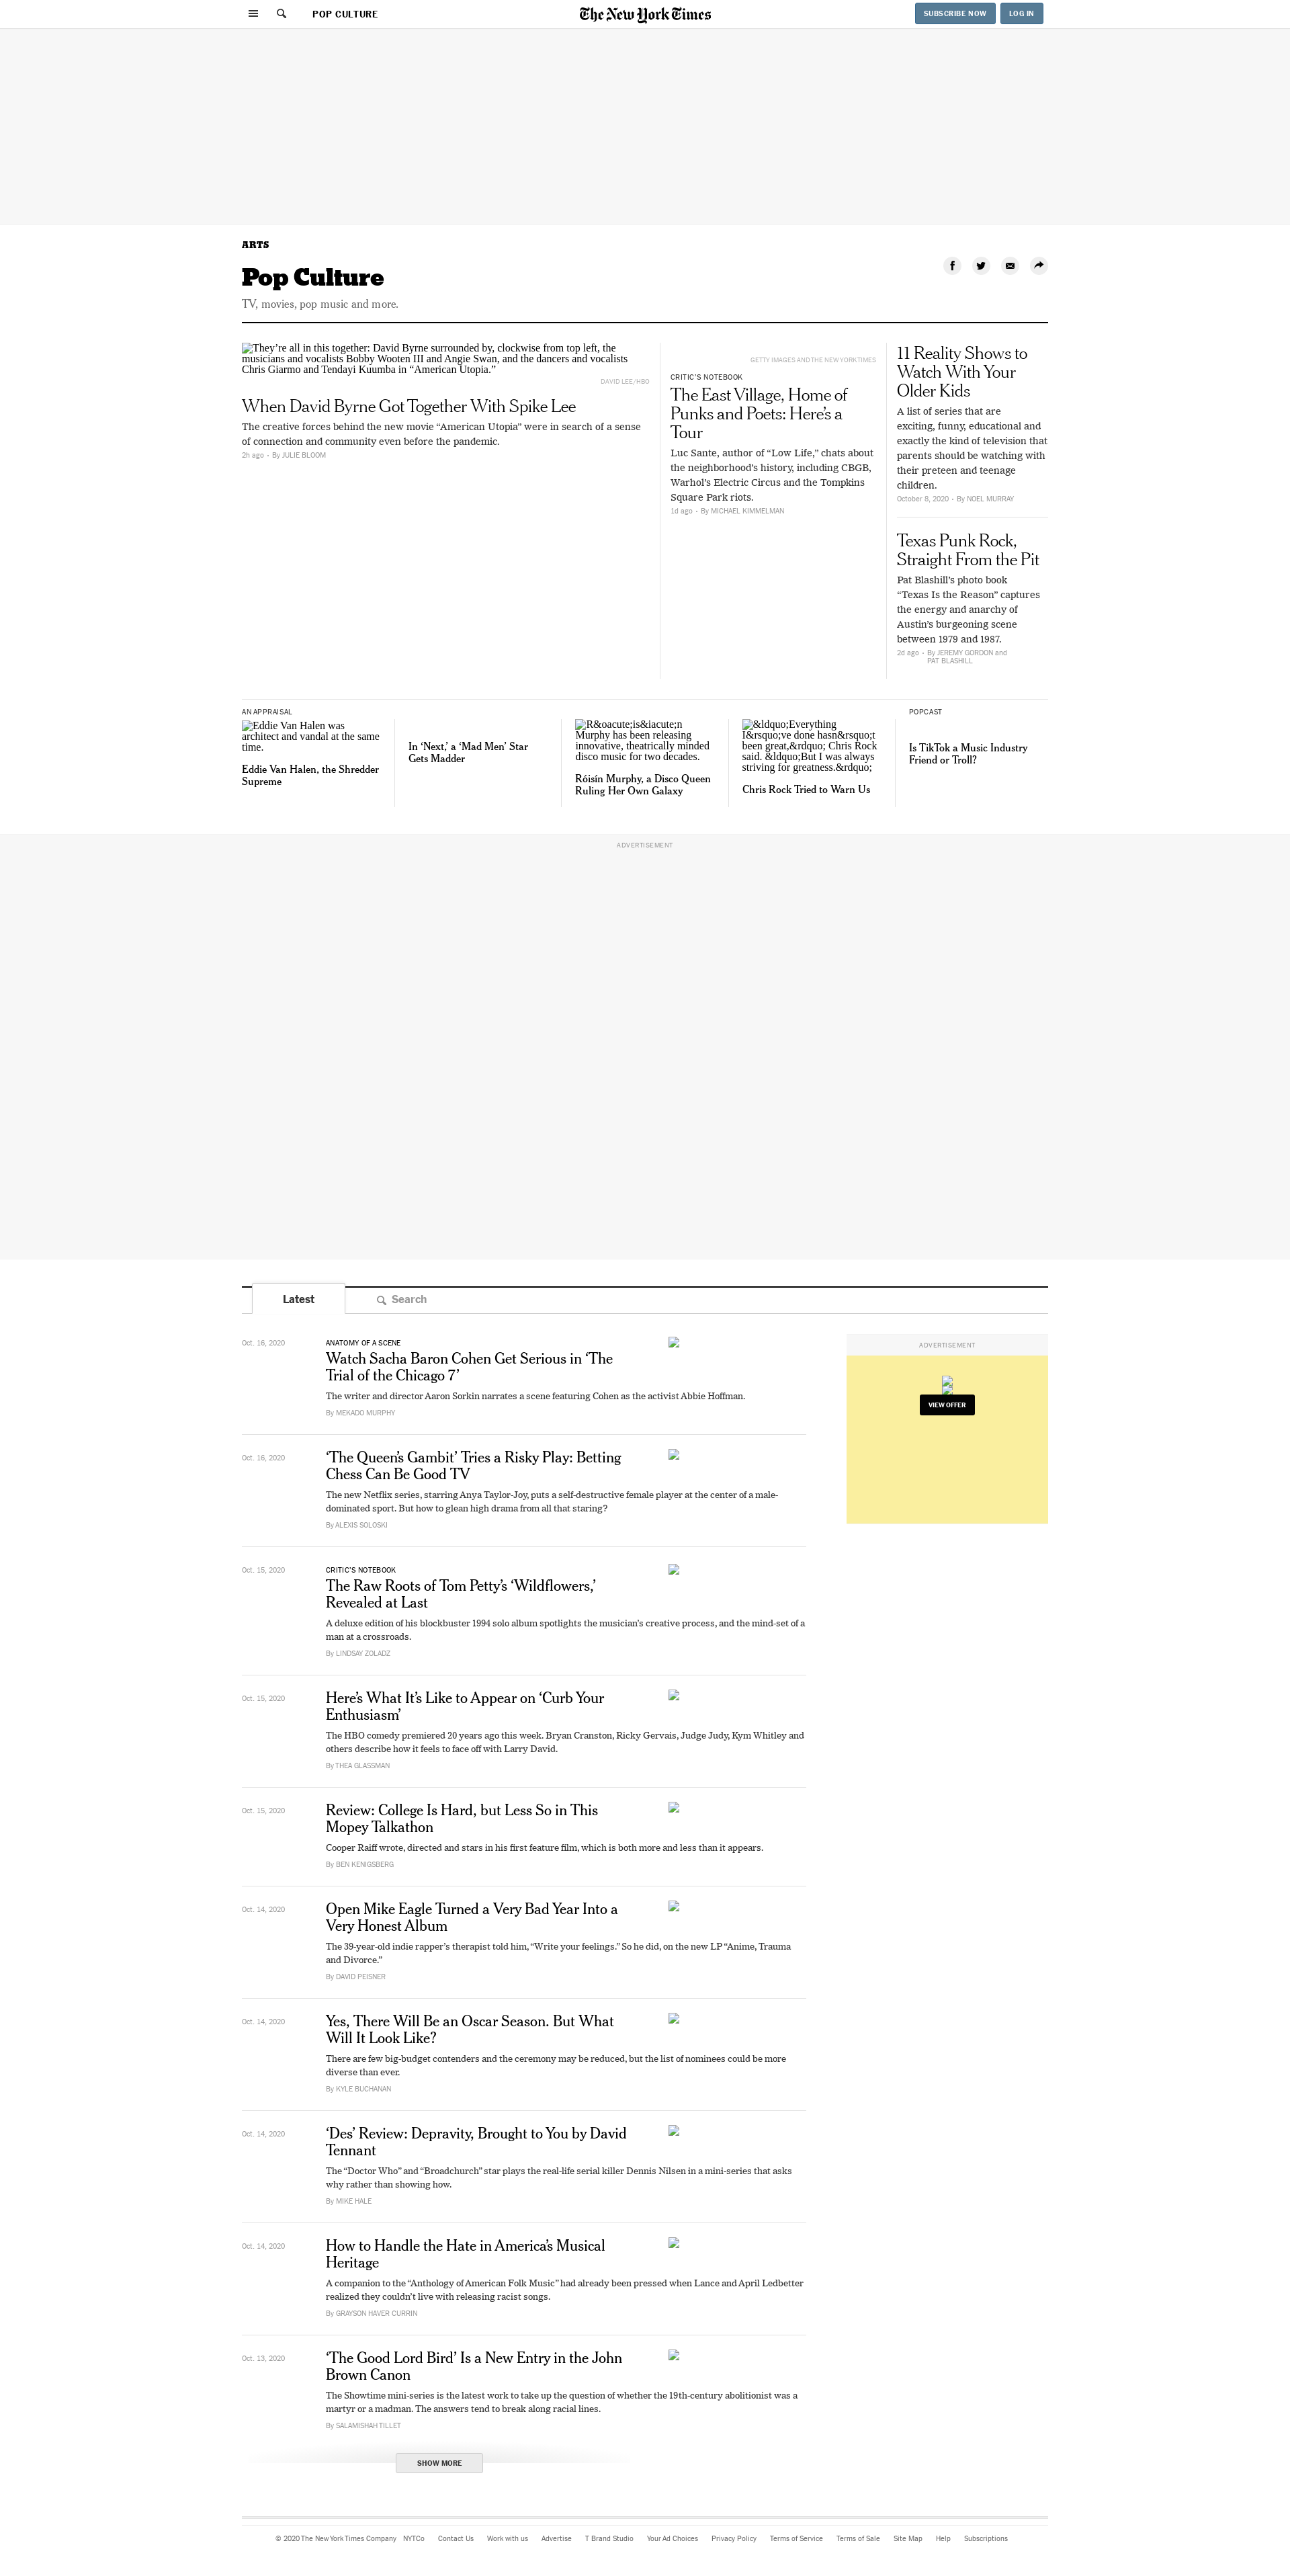 POP CULTURE
The New York Times
SUBSCRIBE NOW
LOG IN
ARTS
Pop Culture
TV, movies, pop music and more.
They’re all in this together: David Byrne surrounded by, clockwise from top left, the
musicians and vocalists Bobby Wooten III and Angie Swan, and the dancers and vocalists
Chris Giarmo and Tendayi Kuumba in “American Utopia.”
DAVID LEE/HBO
When David Byrne Got Together With Spike Lee
The creative forces behind the new movie “American Utopia” were in search of a sense
of connection and community even before the pandemic.
2h ago • By JULIE BLOOM
GETTY IMAGES AND THE NEW YORK TIMES
CRITIC’S NOTEBOOK
The East Village, Home of
Punks and Poets: Here’s a
Tour
Luc Sante, author of “Low Life,” chats about
the neighborhood’s history, including CBGB,
Warhol’s Electric Circus and the Tompkins
Square Park riots.
1d ago • By MICHAEL KIMMELMAN
11 Reality Shows to
Watch With Your
Older Kids
A list of series that are
exciting, funny, educational and
exactly the kind of television that
parents should be watching with
their preteen and teenage
children.
October 8, 2020 • By NOEL MURRAY
Texas Punk Rock,
Straight From the Pit
Pat Blashill’s photo book
“Texas Is the Reason” captures
the energy and anarchy of
Austin’s burgeoning scene
between 1979 and 1987.
2d ago • By JEREMY GORDON and
PAT BLASHILL
AN APPRAISAL
Eddie Van Halen was
architect and vandal at the same
time.
Eddie Van Halen, the Shredder
Supreme
In ‘Next,’ a ‘Mad Men’ Star
Gets Madder
R&oacute;is&iacute;n
Murphy has been releasing
innovative, theatrically minded
disco music for two decades.
Róisín Murphy, a Disco Queen
Ruling Her Own Galaxy
&ldquo;Everything
I&rsquo;ve done hasn&rsquo;t
been great,&rdquo; Chris Rock
said. &ldquo;But I was always
striving for greatness.&rdquo;
Chris Rock Tried to Warn Us
POPCAST
Is TikTok a Music Industry
Friend or Troll?
ADVERTISEMENT
Latest
Search
Oct. 16, 2020
ANATOMY OF A SCENE
Watch Sacha Baron Cohen Get Serious in ‘The
Trial of the Chicago 7’
The writer and director Aaron Sorkin narrates a scene featuring Cohen as the activist Abbie Hoffman.
By MEKADO MURPHY
ADVERTISEMENT
VIEW OFFER
Oct. 16, 2020
‘The Queen’s Gambit’ Tries a Risky Play: Betting
Chess Can Be Good TV
The new Netflix series, starring Anya Taylor-Joy, puts a self-destructive female player at the center of a male-
dominated sport. But how to glean high drama from all that staring?
By ALEXIS SOLOSKI
Oct. 15, 2020
CRITIC’S NOTEBOOK
The Raw Roots of Tom Petty’s ‘Wildflowers,’
Revealed at Last
A deluxe edition of his blockbuster 1994 solo album spotlights the musician’s creative process, and the mind-set of a
man at a crossroads.
By LINDSAY ZOLADZ
Oct. 15, 2020
Here’s What It’s Like to Appear on ‘Curb Your
Enthusiasm’
The HBO comedy premiered 20 years ago this week. Bryan Cranston, Ricky Gervais, Judge Judy, Kym Whitley and
others describe how it feels to face off with Larry David.
By THEA GLASSMAN
Oct. 15, 2020
Review: College Is Hard, but Less So in This
Mopey Talkathon
Cooper Raiff wrote, directed and stars in his first feature film, which is both more and less than it appears.
By BEN KENIGSBERG
Oct. 14, 2020
Open Mike Eagle Turned a Very Bad Year Into a
Very Honest Album
The 39-year-old indie rapper’s therapist told him, “Write your feelings.” So he did, on the new LP “Anime, Trauma
and Divorce.”
By DAVID PEISNER
Oct. 14, 2020
Yes, There Will Be an Oscar Season. But What
Will It Look Like?
There are few big-budget contenders and the ceremony may be reduced, but the list of nominees could be more
diverse than ever.
By KYLE BUCHANAN
Oct. 14, 2020
‘Des’ Review: Depravity, Brought to You by David
Tennant
The “Doctor Who” and “Broadchurch” star plays the real-life serial killer Dennis Nilsen in a mini-series that asks
why rather than showing how.
By MIKE HALE
Oct. 14, 2020
How to Handle the Hate in America’s Musical
Heritage
A companion to the “Anthology of American Folk Music” had already been pressed when Lance and April Ledbetter
realized they couldn’t live with releasing racist songs.
By GRAYSON HAVER CURRIN
Oct. 13, 2020
‘The Good Lord Bird’ Is a New Entry in the John
Brown Canon
The Showtime mini-series is the latest work to take up the question of whether the 19th-century abolitionist was a
martyr or a madman. The answers tend to break along racial lines.
By SALAMISHAH TILLET
SHOW MORE
© 2020 The New York Times Company NYTCo Contact Us Work with us Advertise T Brand Studio Your Ad Choices Privacy Policy Terms of Service Terms of Sale Site Map Help Subscriptions